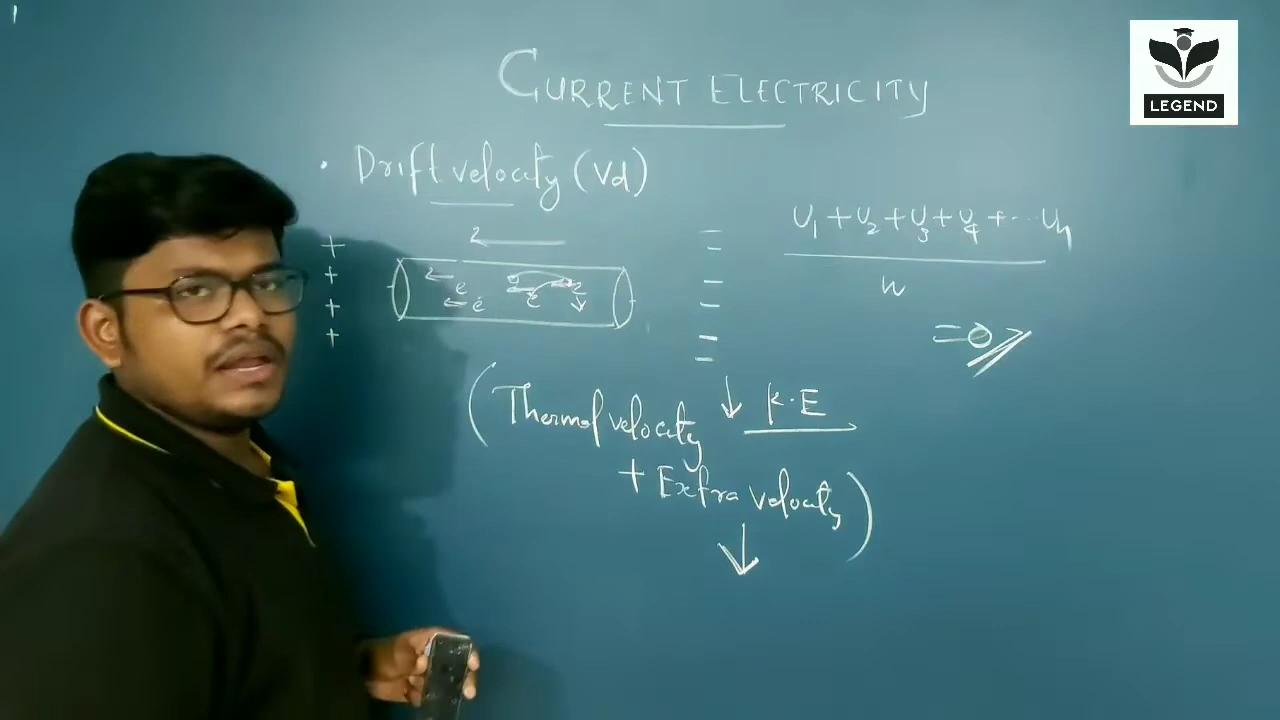 CURRENT ELECTRICITY
LEGEND
• Drift velocity (Vd)
U1 + U2 + U3 + U4 + ... Un
n
+ + + +
e
e
= 0
(Thermal velocity ↓ K.E
+ Extra velocity)
↓